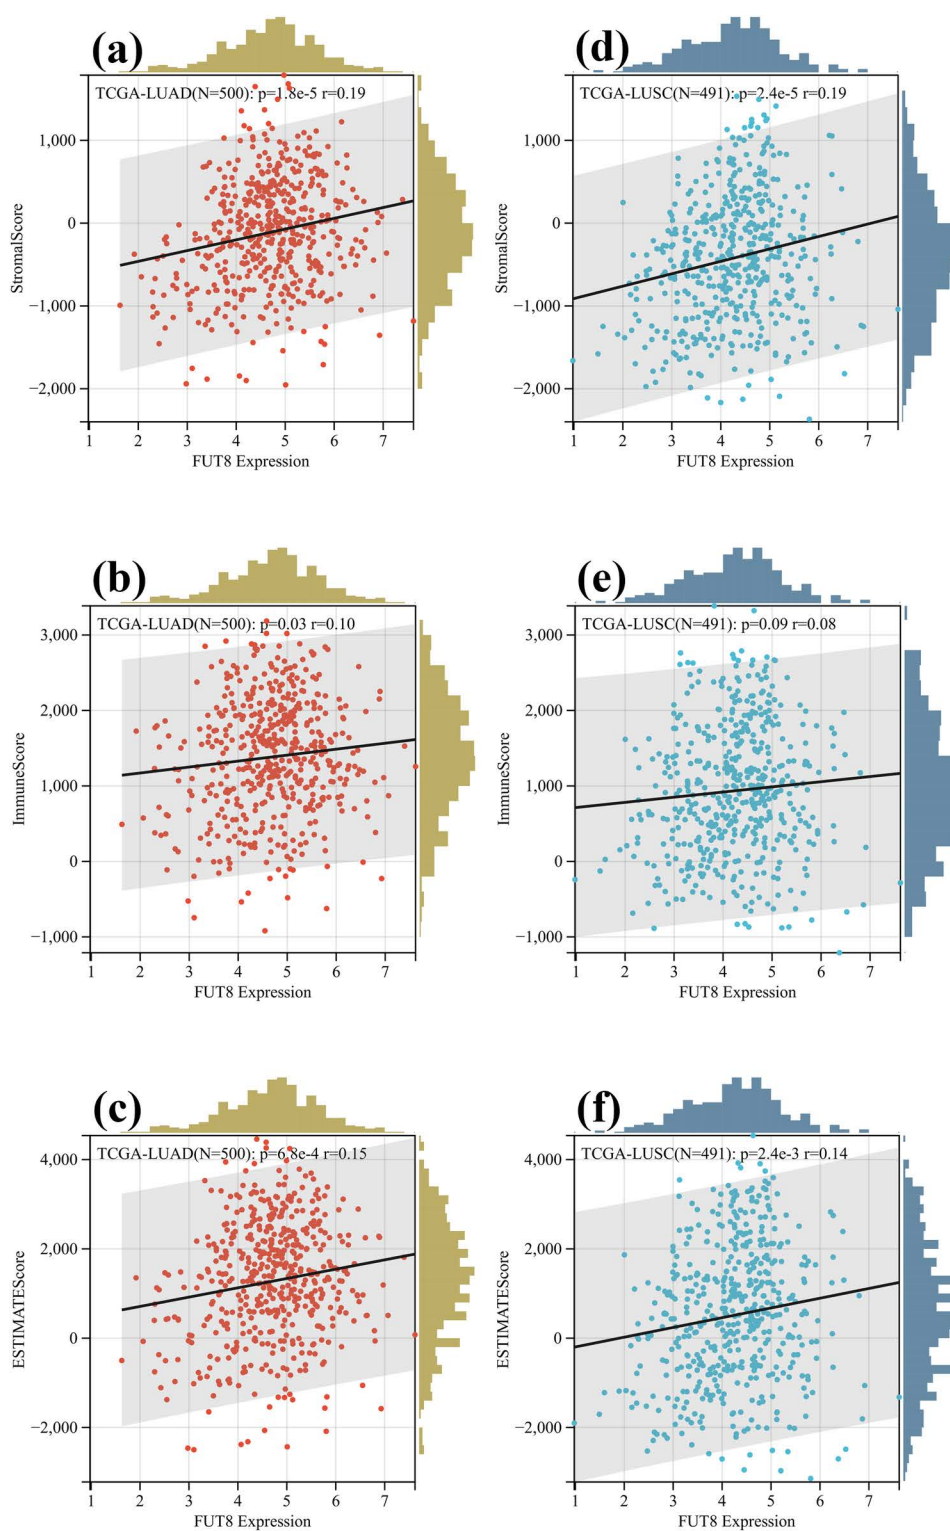 (a)
TCGA-LUAD(N=500): p=1.8e-5 r=0.19
1,000
0
−1,000
−2,000
StromalScore
1 2 3 4 5 6 7
FUT8 Expression
(d)
TCGA-LUSC(N=491): p=2.4e-5 r=0.19
1,000
0
−1,000
−2,000
StromalScore
1 2 3 4 5 6 7
FUT8 Expression
(b)
TCGA-LUAD(N=500): p=0.03 r=0.10
3,000
2,000
1,000
0
−1,000
ImmuneScore
1 2 3 4 5 6 7
FUT8 Expression
(e)
TCGA-LUSC(N=491): p=0.09 r=0.08
3,000
2,000
1,000
0
−1,000
ImmuneScore
1 2 3 4 5 6 7
FUT8 Expression
(c)
TCGA-LUAD(N=500): p=6.8e-4 r=0.15
4,000
2,000
0
−2,000
ESTIMATEScore
1 2 3 4 5 6 7
FUT8 Expression
(f)
TCGA-LUSC(N=491): p=2.4e-3 r=0.14
4,000
2,000
0
−2,000
ESTIMATEScore
1 2 3 4 5 6 7
FUT8 Expression